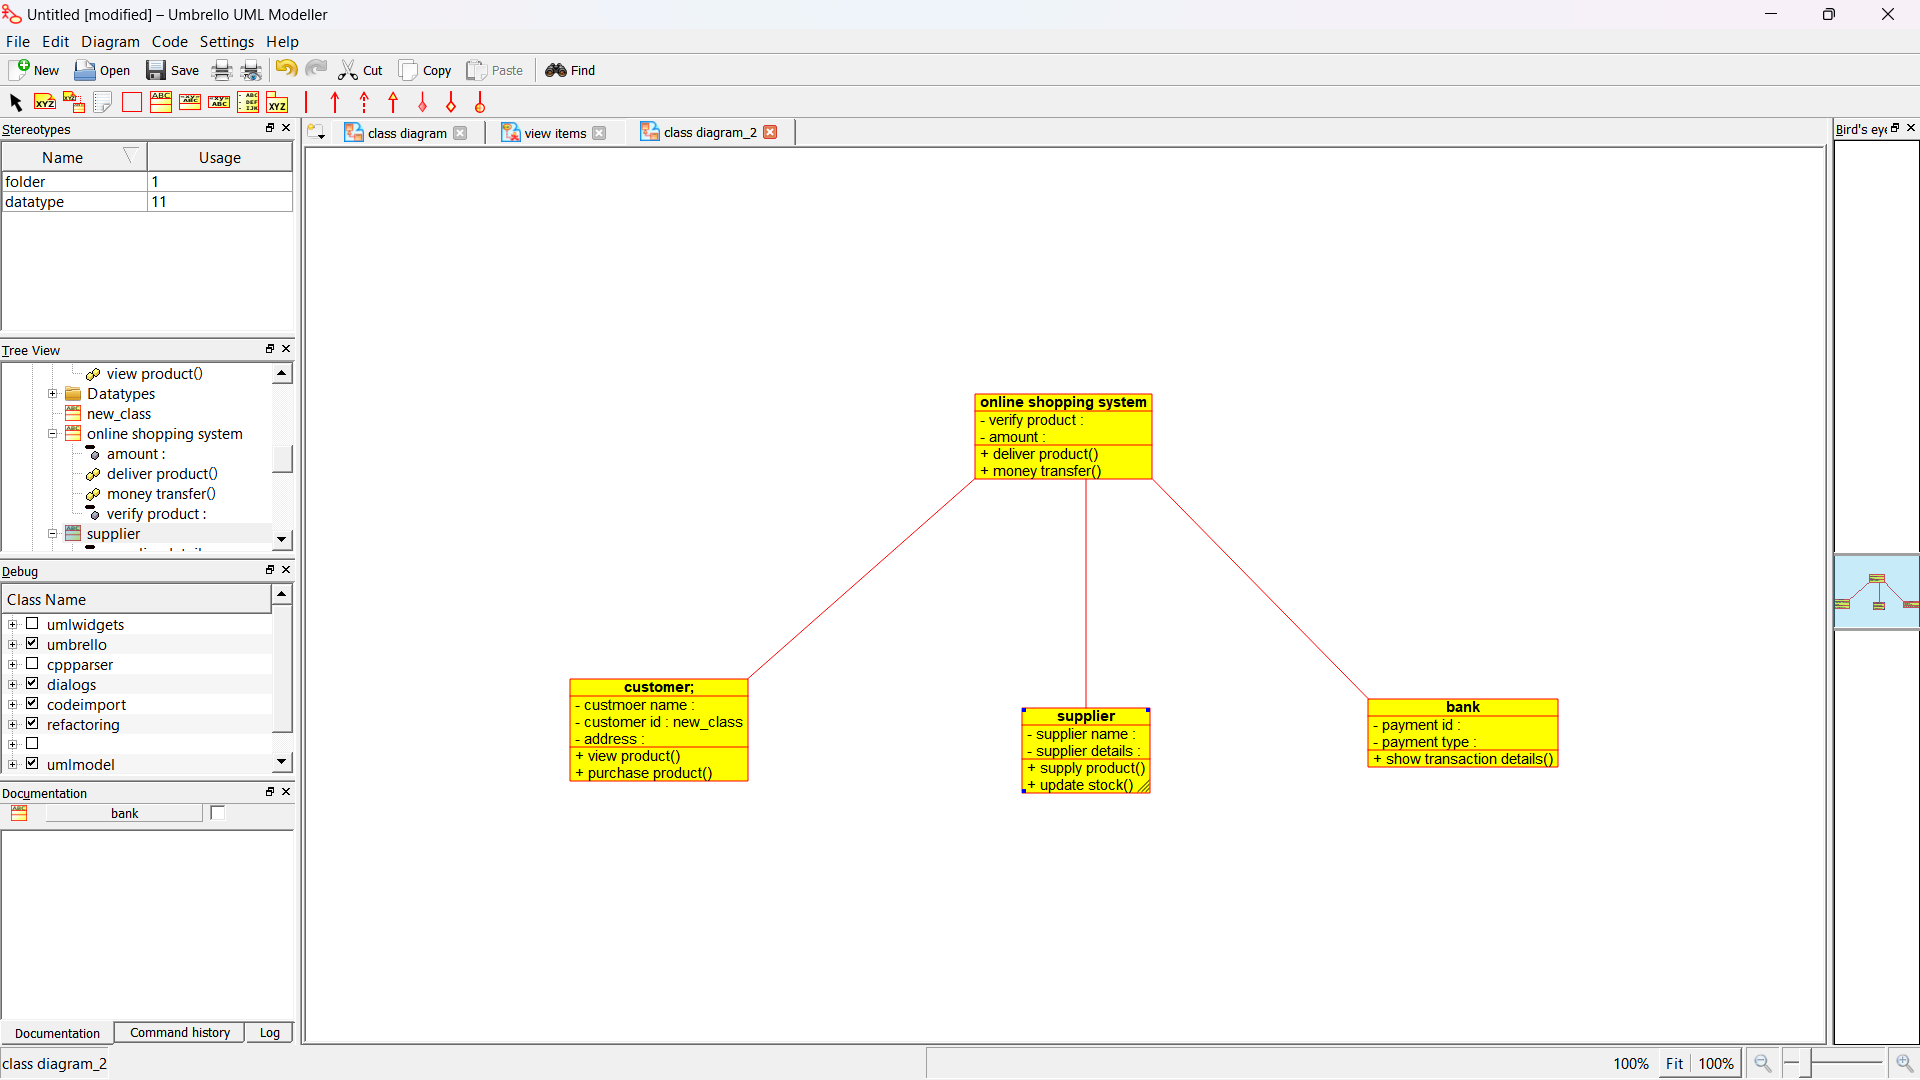 Untitled [modified] – Umbrello UML Modeller
File Edit Diagram Code Settings Help
New Open Save Cut Copy Paste Find
Stereotypes
Name Usage
folder 1
datatype 11
Tree View
view product()
Datatypes
new_class
online shopping system
amount :
deliver product()
money transfer()
verify product :
supplier
Debug
Class Name
umlwidgets
umbrello
cppparser
dialogs
codeimport
refactoring
umlmodel
Documentation
bank
Documentation Command history Log
class diagram view items class diagram_2
online shopping system
- verify product :
- amount :
+ deliver product()
+ money transfer()
customer;
- custmoer name :
- customer id : new_class
- address :
+ view product()
+ purchase product()
supplier
- supplier name :
- supplier details :
+ supply product()
+ update stock()
bank
- payment id :
- payment type :
+ show transaction details()
Bird's eye
class diagram_2
100% Fit 100%